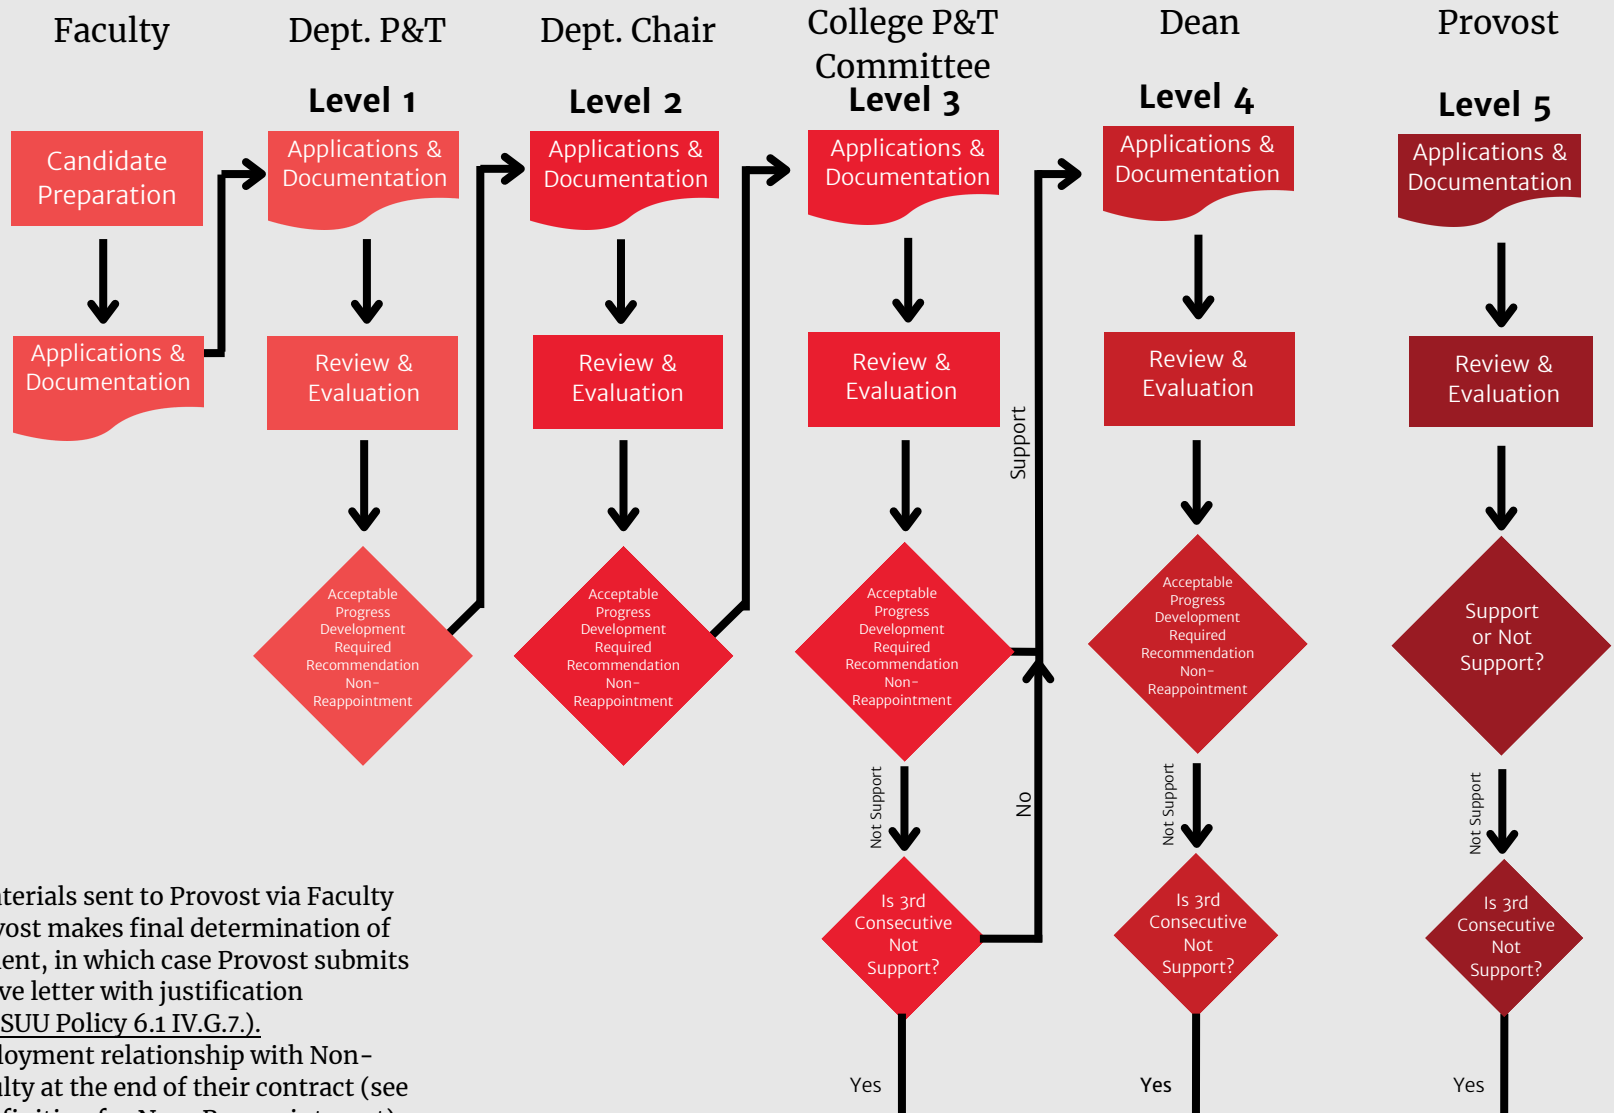 Faculty
Dept. P&T
Dept. Chair
College P&T
Committee
Dean
Provost
Level 1
Level 2
Level 3
Level 4
Level 5
Candidate
Preparation
Applications &
Documentation
Applications &
Documentation
Review &
Evaluation
Acceptable
Progress
Development
Required
Recommendation
Non-
Reappointment
Applications &
Documentation
Review &
Evaluation
Acceptable
Progress
Development
Required
Recommendation
Non-
Reappointment
Applications &
Documentation
Review &
Evaluation
Acceptable
Progress
Development
Required
Recommendation
Non-
Reappointment
Support
Not Support
No
Is 3rd
Consecutive
Not
Support?
Yes
Applications &
Documentation
Review &
Evaluation
Acceptable
Progress
Development
Required
Recommendation
Non-
Reappointment
Not Support
Is 3rd
Consecutive
Not
Support?
Yes
Applications &
Documentation
Review &
Evaluation
Support
or Not
Support?
Not Support
Is 3rd
Consecutive
Not
Support?
Yes
sent to Provost via Faculty
makes final determination of
in which case Provost submits
letter with justification
SUU Policy 6.1 IV.G.7.).
relationship with Non-
at the end of their contract (see